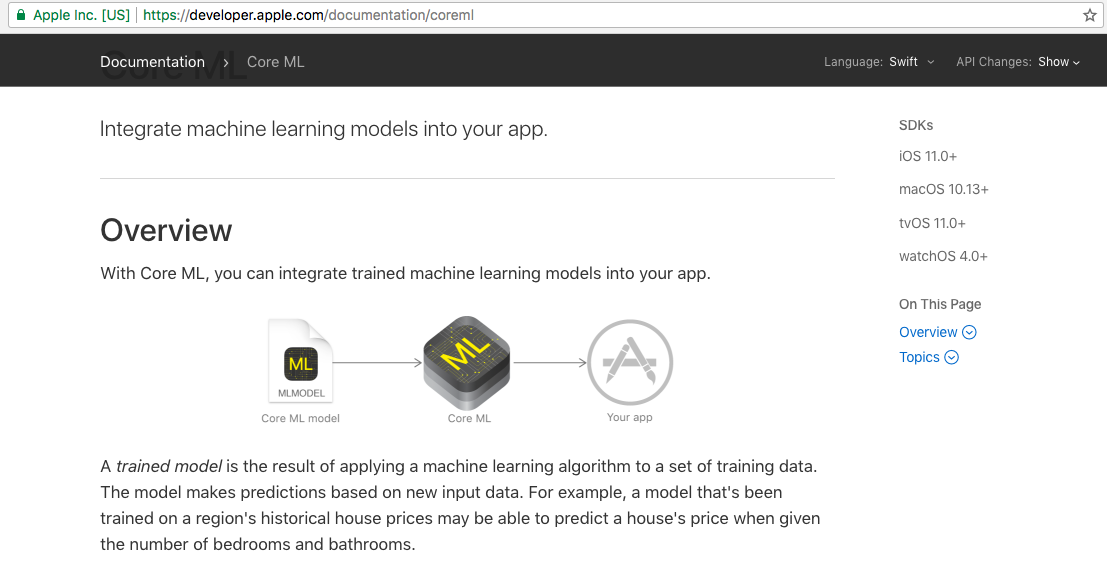 Apple Inc. [US] https://developer.apple.com/documentation/coreml
Core ML
Documentation › Core ML
Language: Swift API Changes: Show
Integrate machine learning models into your app.
SDKs
iOS 11.0+
macOS 10.13+
tvOS 11.0+
watchOS 4.0+
On This Page
Overview
Topics
Overview
With Core ML, you can integrate trained machine learning models into your app.
ML
MLMODEL
Core ML model
ML
Core ML
Your app
A trained model is the result of applying a machine learning algorithm to a set of training data.
The model makes predictions based on new input data. For example, a model that's been
trained on a region's historical house prices may be able to predict a house's price when given
the number of bedrooms and bathrooms.